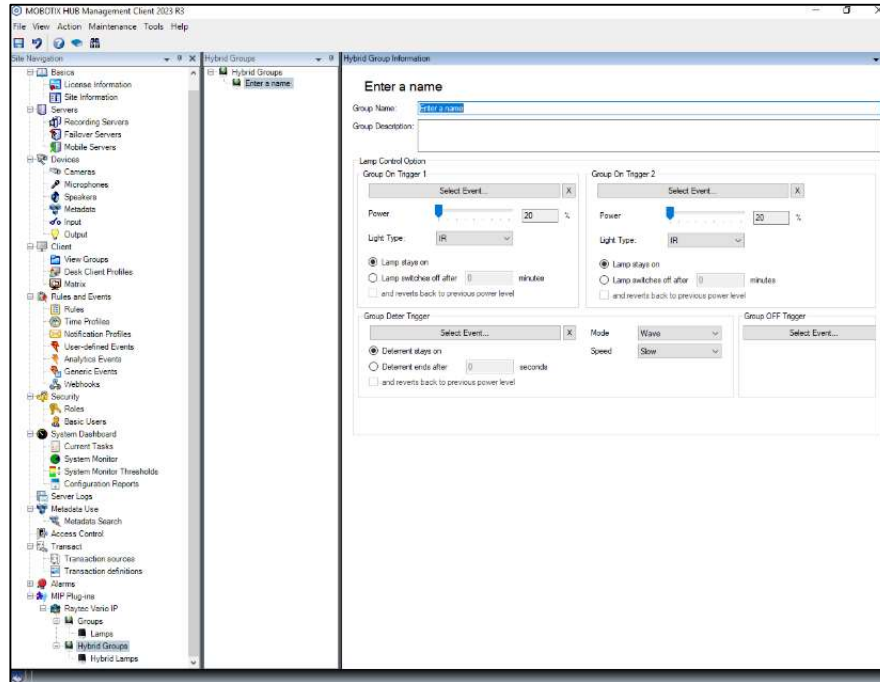 MOBOTIX HUB Management Client 2023 R3
File View Action Maintenance Tools Help
Site Navigation
Basics
License Information
Site Information
Servers
Recording Servers
Failover Servers
Mobile Servers
Devices
Cameras
Microphones
Speakers
Metadata
Input
Output
Client
View Groups
Desk Client Profiles
Matrix
Rules and Events
Rules
Time Profiles
Notification Profiles
User-defined Events
Analytics Events
Generic Events
Webhooks
Security
Roles
Basic Users
System Dashboard
Current Tasks
System Monitor
System Monitor Thresholds
Configuration Reports
Server Logs
Metadata Use
Metadata Search
Access Control
Transact
Transaction sources
Transaction definitions
Alarms
MIP Plug-ins
Raytec Vario IP
Groups
Lamps
Hybrid Groups
Hybrid Lamps
Hybrid Groups
Hybrid Groups
Enter a name
Hybrid Group Information
Enter a name
Group Name: Enter a name
Group Description:
Lamp Control Option
Group On Trigger 1
Select Event... X
Power 20 %
Light Type: IR
Lamp stays on
Lamp switches off after 0 minutes
and reverts back to previous power level
Group On Trigger 2
Select Event... X
Power 20 %
Light Type: IR
Lamp stays on
Lamp switches off after 0 minutes
and reverts back to previous power level
Group Deter Trigger
Select Event... X Mode Wave
Deterrent stays on Speed Slow
Deterrent ends after 0 seconds
and reverts back to previous power level
Group OFF Trigger
Select Event...